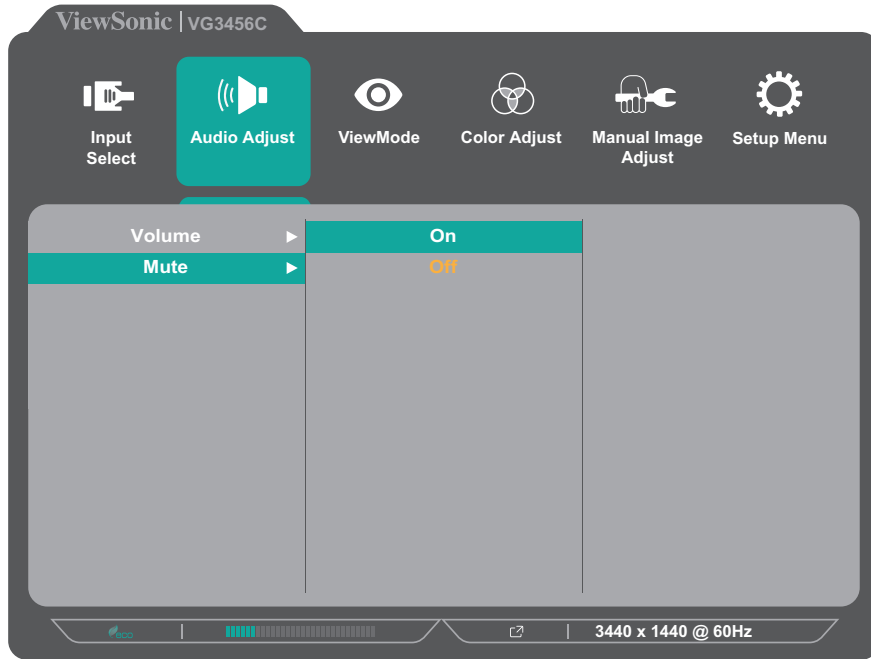 ViewSonic | VG3456C
Input
Select
Audio Adjust
ViewMode
Color Adjust
Manual Image
Adjust
Setup Menu
Volume
On
Mute
Off
eco
3440 x 1440 @ 60Hz